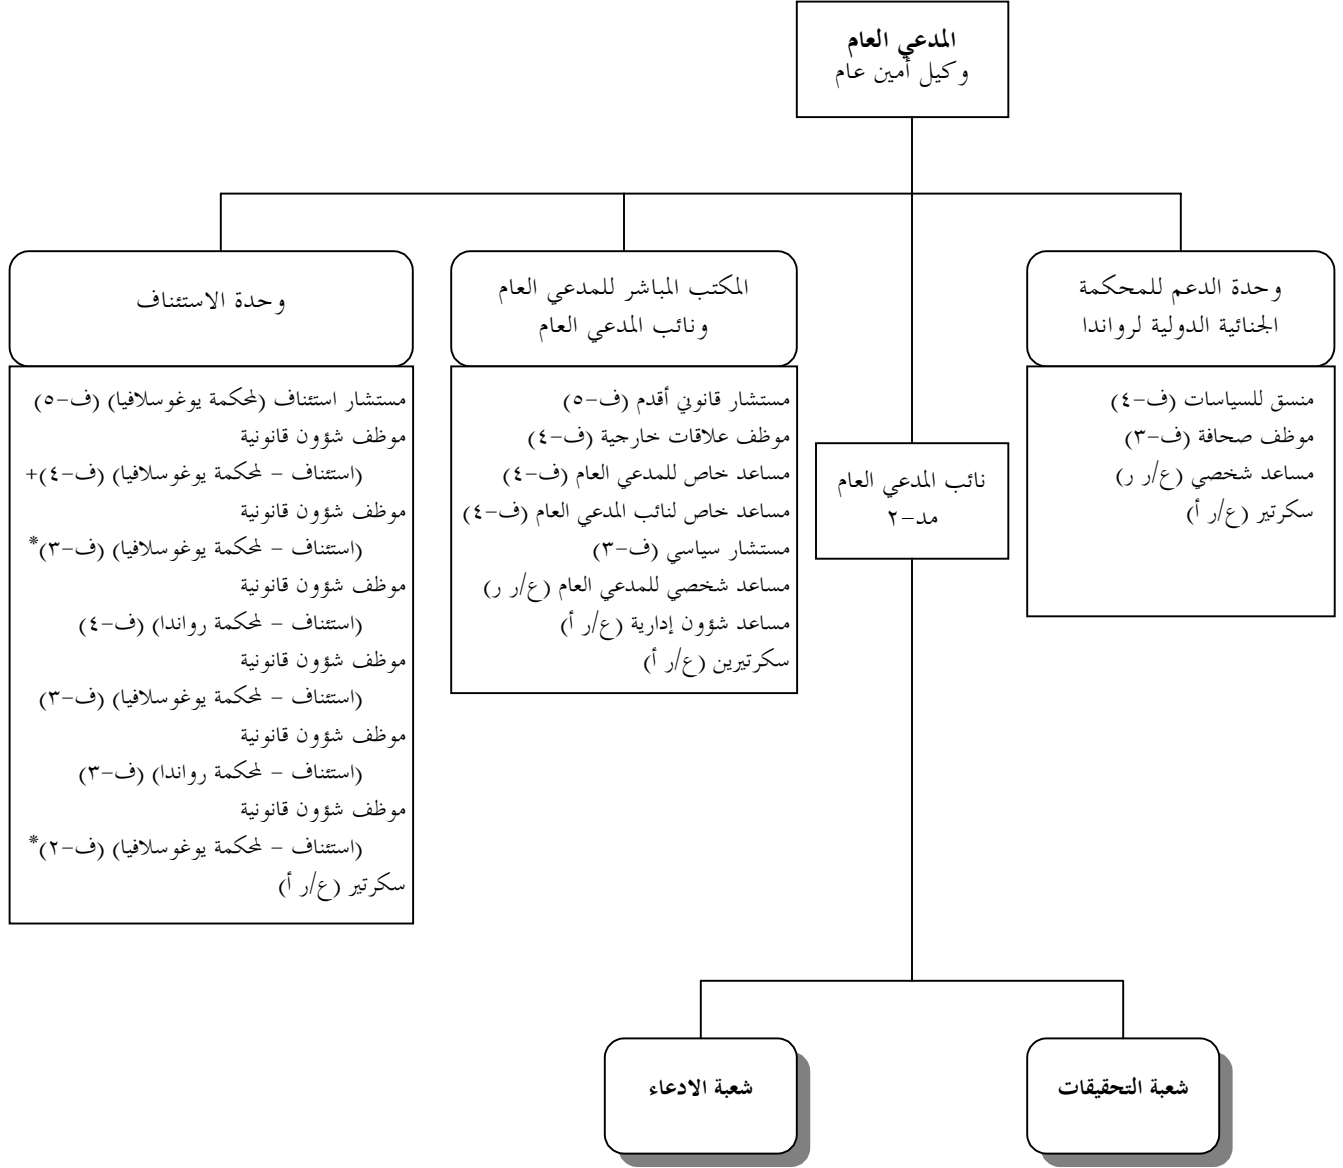 المدعي العام
وكيل أمين عام
وحدة الدعم للمحكمة
الجنائية الدولية لرواندا
منسق للسياسات (ف-٤)
موظف صحافة (ف-٣)
مساعد شخصي (ع/ر ر)
سكرتير (ع/ر أ)
نائب المدعي العام
مد-٢
المكتب المباشر للمدعي العام
ونائب المدعي العام
مستشار قانوني أقدم (ف-٥)
موظف علاقات خارجية (ف-٤)
مساعد خاص للمدعي العام (ف-٤)
مساعد خاص لنائب المدعي العام (ف-٤)
مستشار سياسي (ف-٣)
مساعد شخصي للمدعي العام (ع/ر ر)
مساعد شؤون إدارية (ع/ر أ)
سكرتيرين (ع/ر أ)
وحدة الاستئناف
مستشار استئناف (لمحكمة يوغوسلافيا) (ف-٥)
موظف شؤون قانونية
(استئناف - لمحكمة يوغوسلافيا) (ف-٤)+
موظف شؤون قانونية
(استئناف - لمحكمة يوغوسلافيا) (ف-٣)*
موظف شؤون قانونية
(استئناف - لمحكمة رواندا) (ف-٤)
موظف شؤون قانونية
(استئناف - لمحكمة يوغوسلافيا) (ف-٣)
موظف شؤون قانونية
(استئناف - لمحكمة رواندا) (ف-٣)
موظف شؤون قانونية
(استئناف - لمحكمة يوغوسلافيا) (ف-٢)*
سكرتير (ع/ر أ)
شعبة التحقيقات
شعبة الادعاء